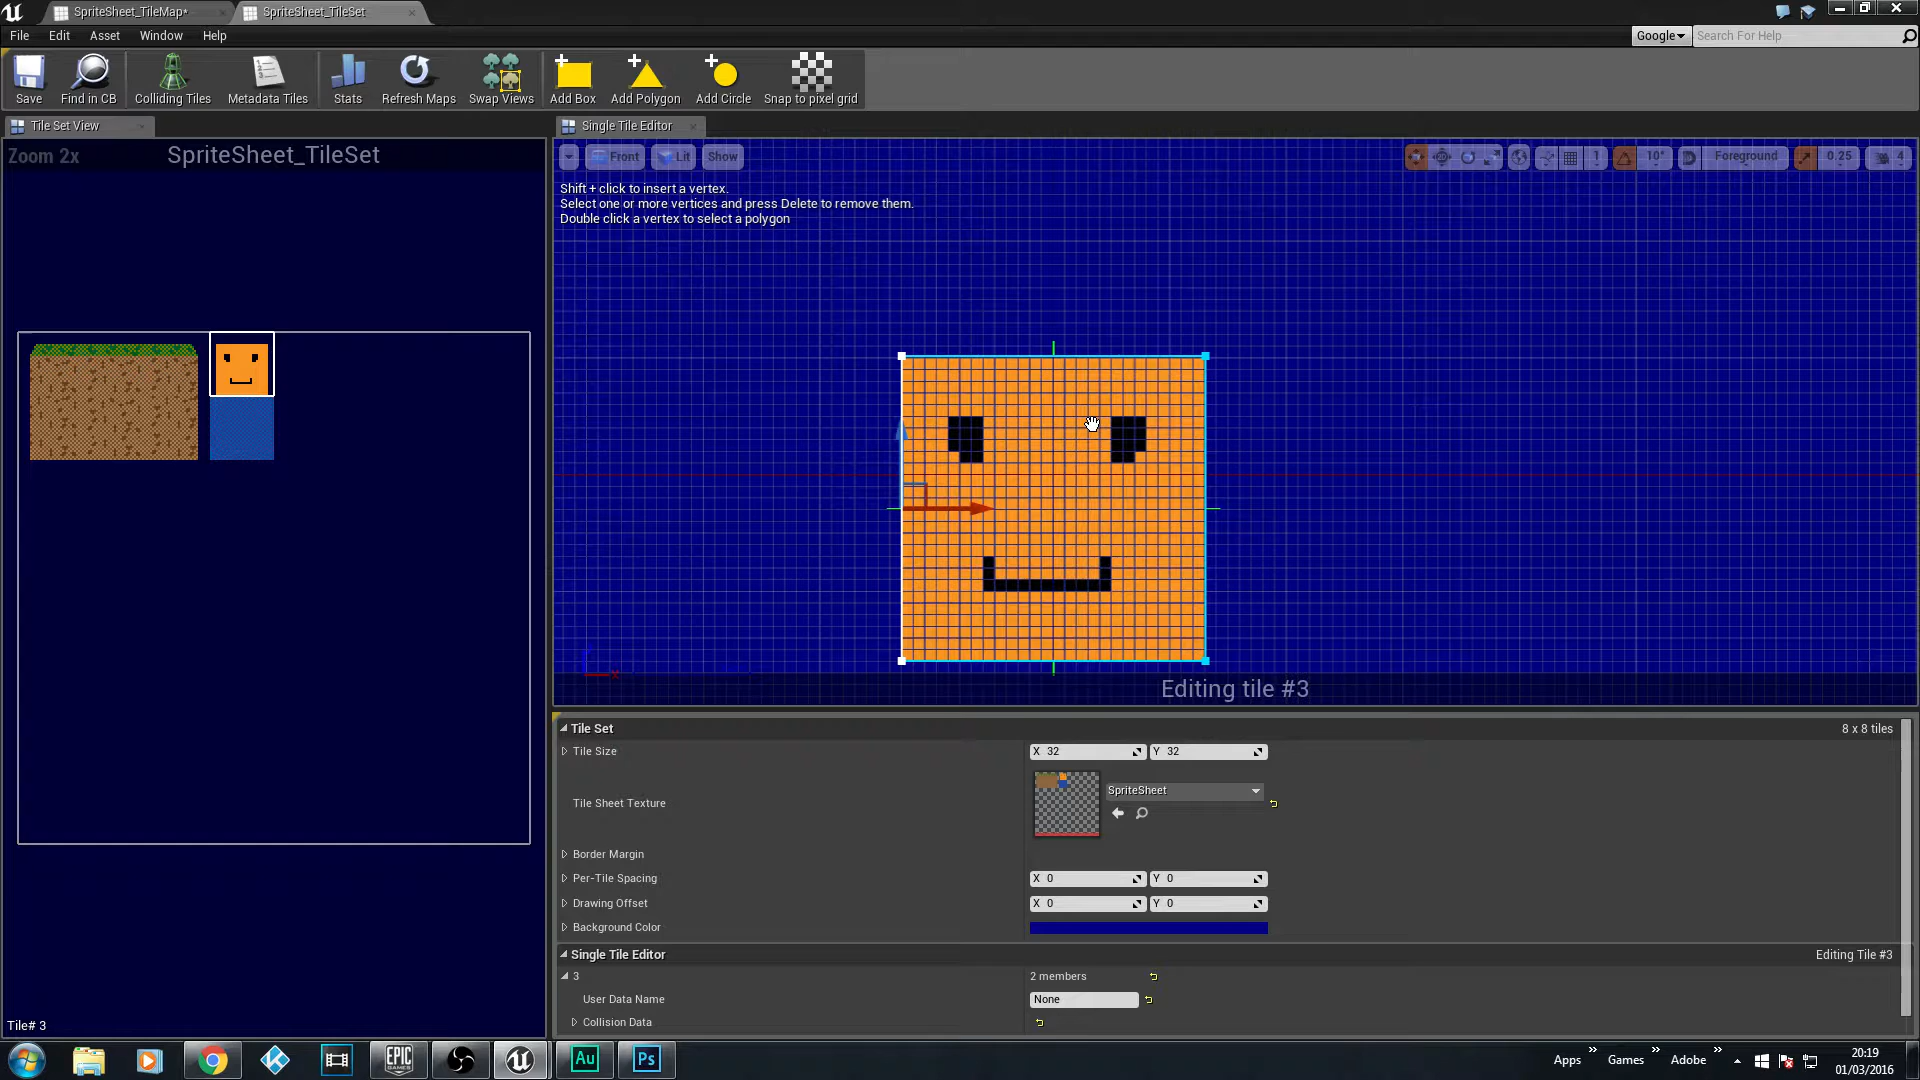 SpriteSheet_TileMap*
SpriteSheet_TileSet
File Edit Asset Window Help
Google
Search For Help
Save
Find in CB
Colliding Tiles
Metadata Tiles
Stats
Refresh Maps
Swap Views
Add Box
Add Polygon
Add Circle
Snap to pixel grid
Tile Set View
Single Tile Editor
Zoom 2x
SpriteSheet_TileSet
Front
Lit
Show
1
10°
Foreground
0.25
4
Shift + click to insert a vertex.
Select one or more vertices and press Delete to remove them.
Double click a vertex to select a polygon
Editing tile #3
Tile Set
8 x 8 tiles
Tile Size
X 32
Y 32
Tile Sheet Texture
SpriteSheet
Border Margin
Per-Tile Spacing
X 0
Y 0
Drawing Offset
X 0
Y 0
Background Color
Single Tile Editor
Editing Tile #3
3
2 members
User Data Name
None
Collision Data
Tile# 3
EPIC
GAMES
Au
Ps
Apps
Games
Adobe
20:19
01/03/2016